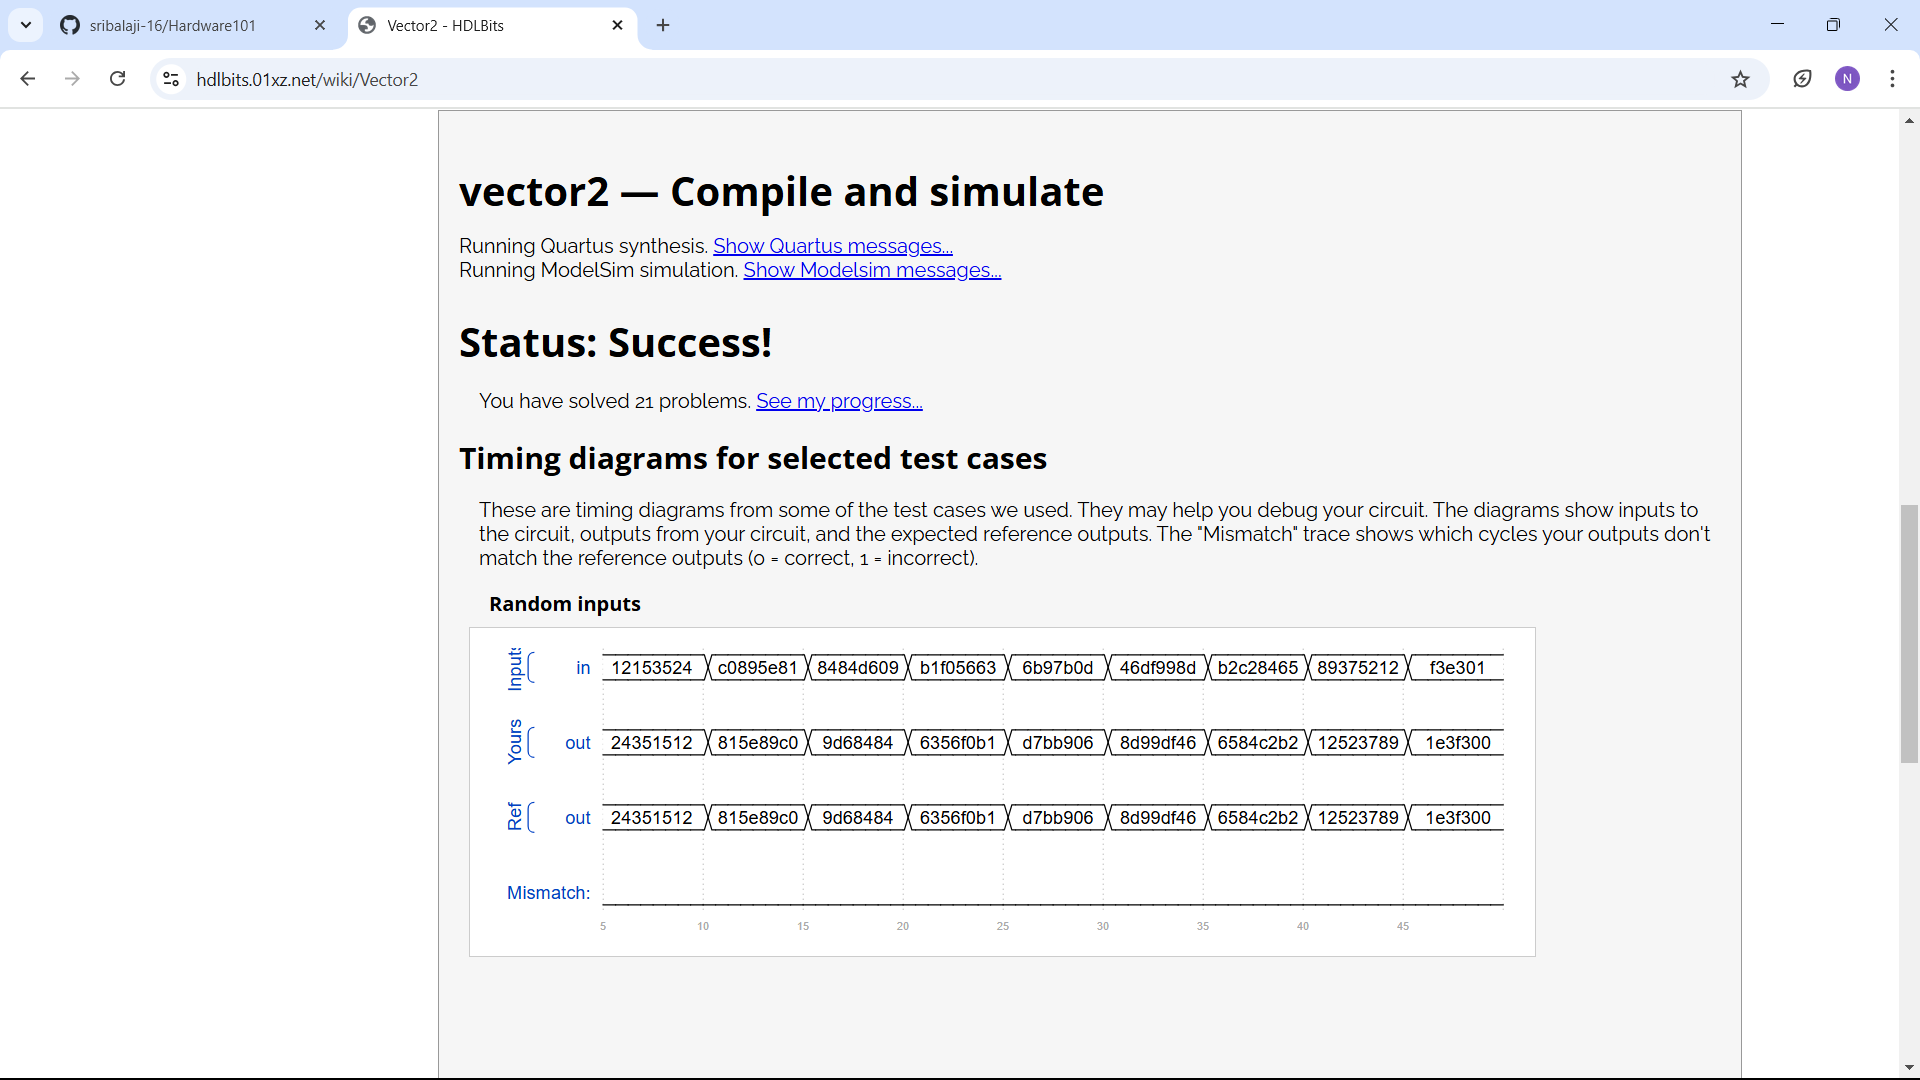 sribalaji-16/Hardware101
Vector2 - HDLBits
hdlbits.01xz.net/wiki/Vector2
N
vector2 — Compile and simulate
Running Quartus synthesis. Show Quartus messages...
Running ModelSim simulation. Show Modelsim messages...
Status: Success!
You have solved 21 problems. See my progress...
Timing diagrams for selected test cases
These are timing diagrams from some of the test cases we used. They may help you debug your circuit. The diagrams show inputs to
the circuit, outputs from your circuit, and the expected reference outputs. The "Mismatch" trace shows which cycles your outputs don't
match the reference outputs (0 = correct, 1 = incorrect).
Random inputs
Inputs in 12153524 c0895e81 8484d609 b1f05663 6b97b0d 46df998d b2c28465 89375212 f3e301
Yours out 24351512 815e89c0 9d68484 6356f0b1 d7bb906 8d99df46 6584c2b2 12523789 1e3f300
Ref out 24351512 815e89c0 9d68484 6356f0b1 d7bb906 8d99df46 6584c2b2 12523789 1e3f300
Mismatch:
5 10 15 20 25 30 35 40 45